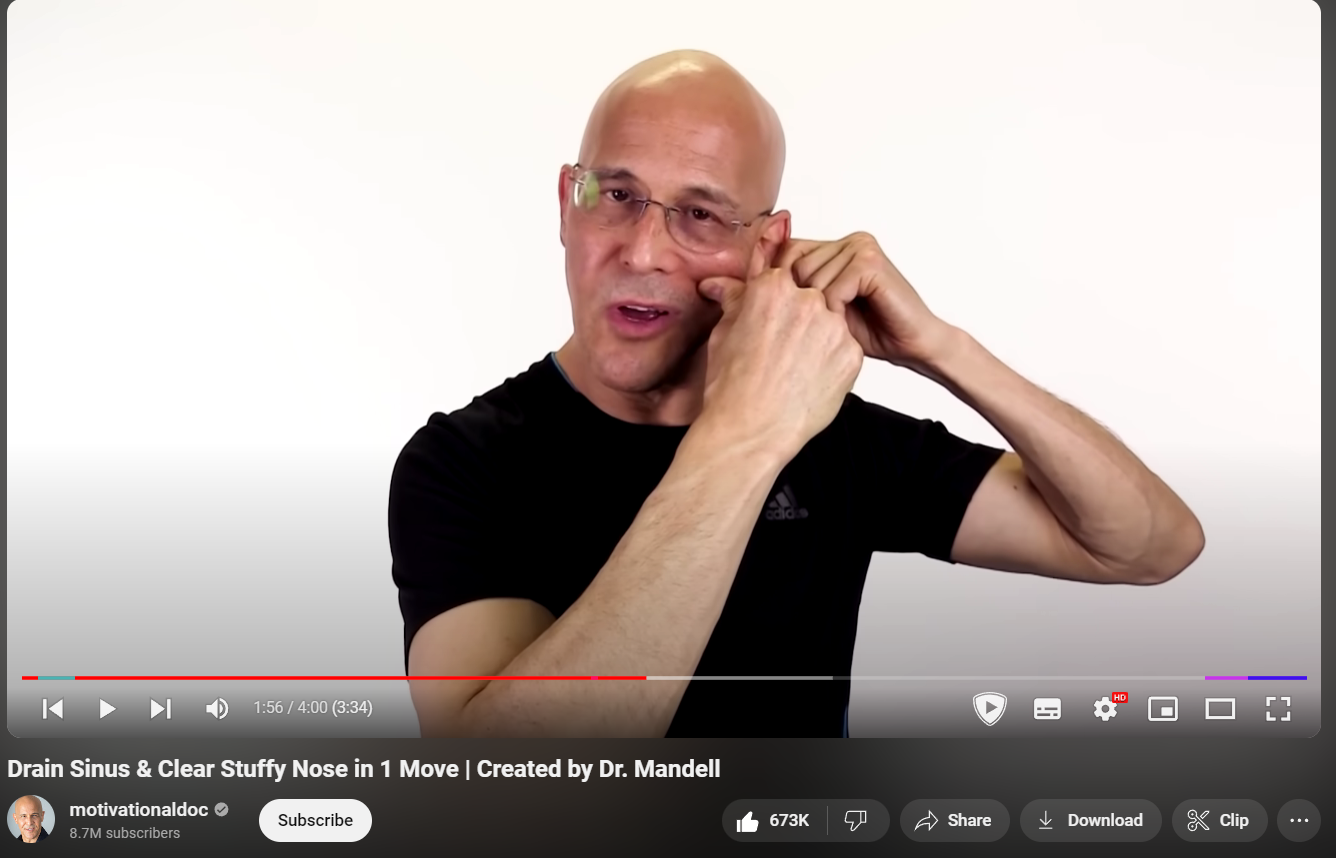 adidas
HD
1:56 / 4:00 (3:34)
Drain Sinus & Clear Stuffy Nose in 1 Move | Created by Dr. Mandell
motivationaldoc
8.7M subscribers
Subscribe
673K
Share
Download
Clip